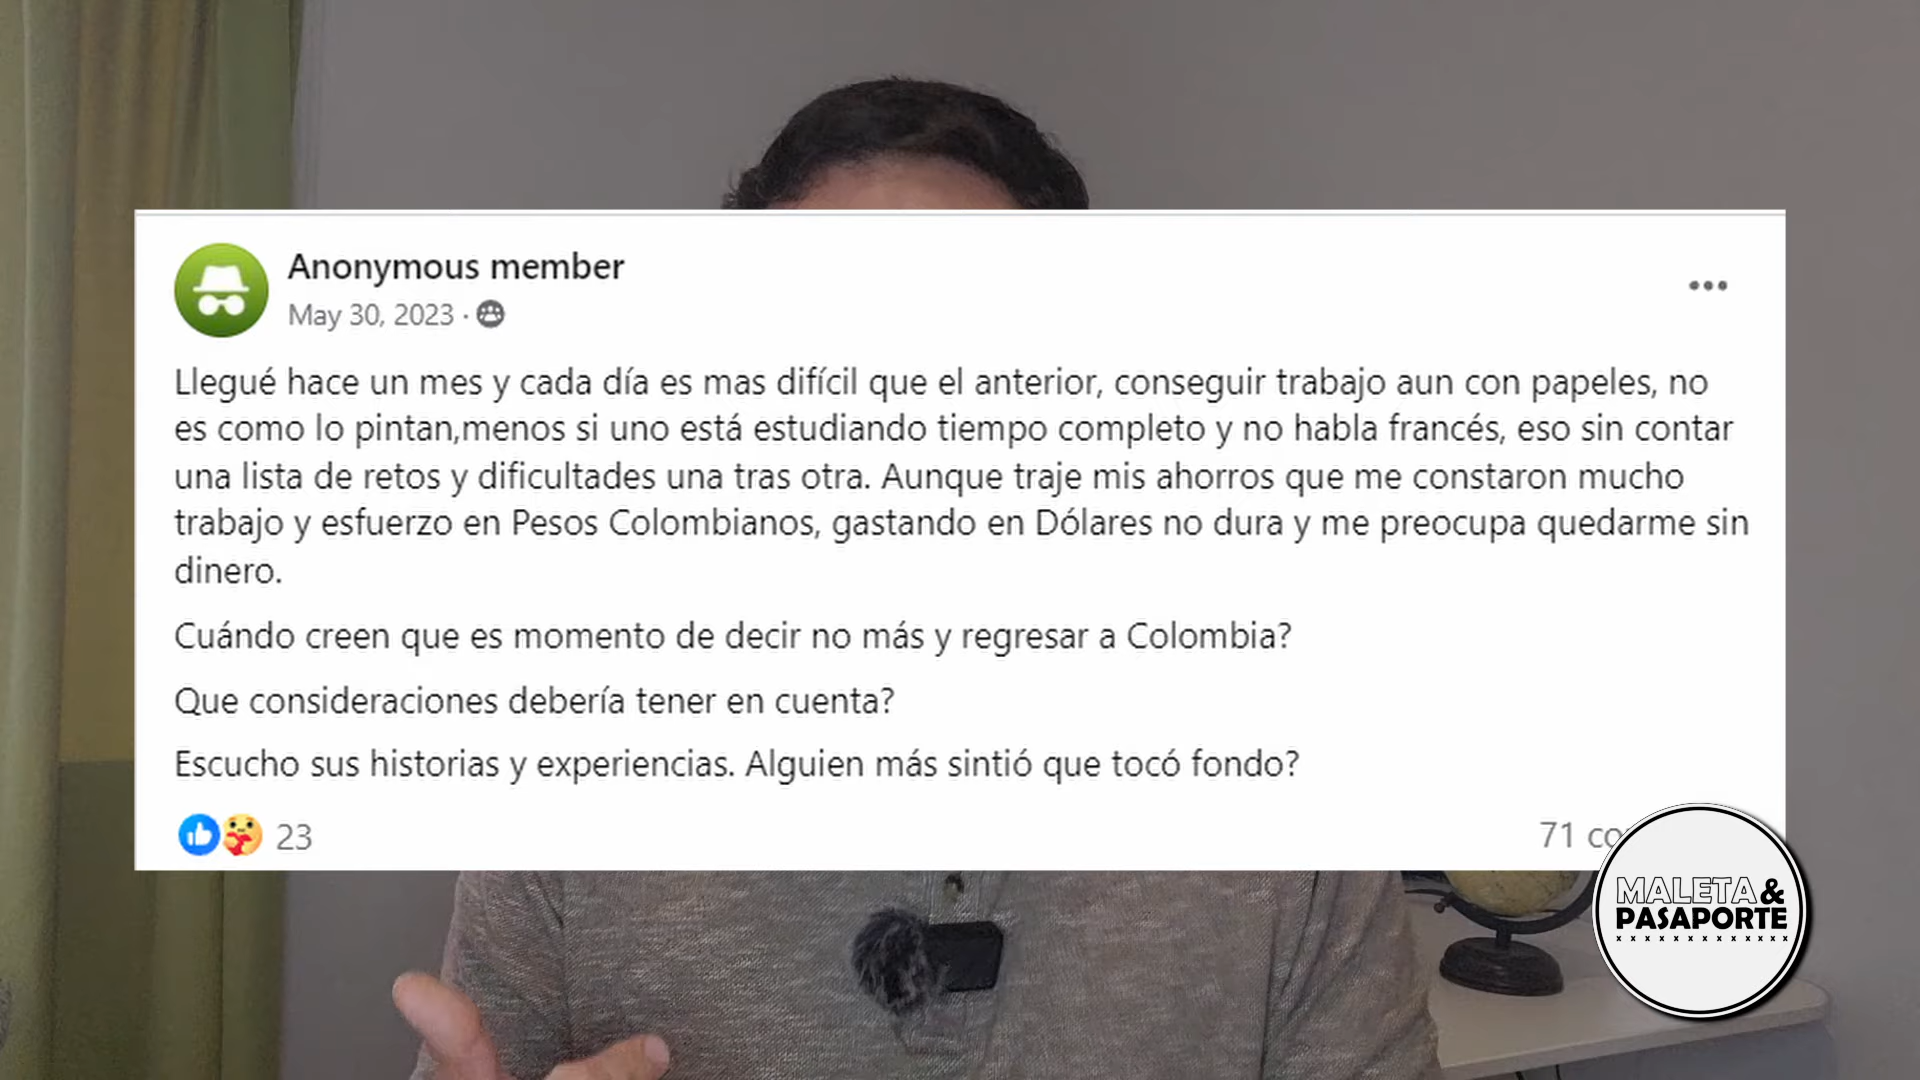 Anonymous member
May 30, 2023 ·
Llegué hace un mes y cada día es mas difícil que el anterior, conseguir trabajo aun con papeles, no
es como lo pintan,menos si uno está estudiando tiempo completo y no habla francés, eso sin contar
una lista de retos y dificultades una tras otra. Aunque traje mis ahorros que me constaron mucho
trabajo y esfuerzo en Pesos Colombianos, gastando en Dólares no dura y me preocupa quedarme sin
dinero.
Cuándo creen que es momento de decir no más y regresar a Colombia?
Que consideraciones debería tener en cuenta?
Escucho sus historias y experiencias. Alguien más sintió que tocó fondo?
23
71
MALETA&
PASAPORTE